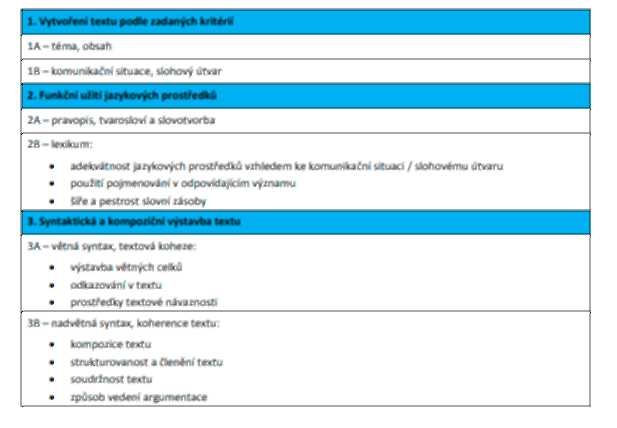 1. Vytvoření textu podle zadaných kritérií
1A – téma, obsah
1B – komunikační situace, slohový útvar
2. Funkční užití jazykových prostředků
2A – pravopis, tvarosloví a slovotvorba
2B – lexikum:
• adekvátnost jazykových prostředků vzhledem ke komunikační situaci / slohovému útvaru
• použití pojmenování v odpovídajícím významu
• šíře a pestrost slovní zásoby
3. Syntaktická a kompoziční výstavba textu
3A – větná syntax, textová koheze:
• výstavba větných celků
• odkazování v textu
• prostředky textové návaznosti
3B – nadvětná syntax, koherence textu:
• kompozice textu
• strukturovanost a členění textu
• soudržnost textu
• způsob vedení argumentace